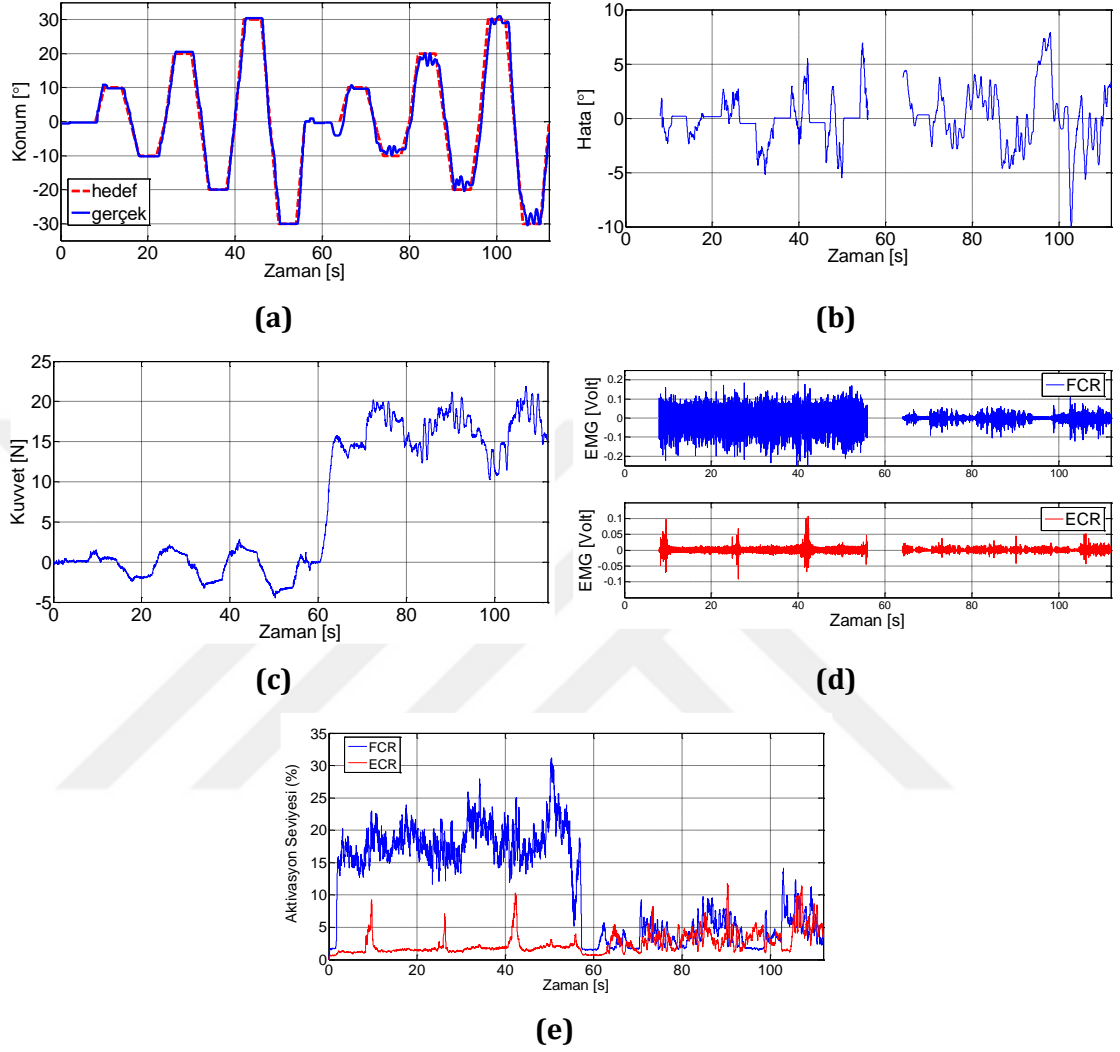 30
20
10
0
-10
-20
-30
Konum [°]
hedef
gerçek
0 20 40 60 80 100
Zaman [s]
(a)
10
5
0
-5
-10
Hata [°]
0 20 40 60 80 100
Zaman [s]
(b)
25
20
15
10
5
0
-5
Kuvvet [N]
0 20 40 60 80 100
Zaman [s]
(c)
0.2
0.1
0
-0.1
-0.2
EMG [Volt]
FCR
0 20 40 60 80 100
0.1
0.05
0
-0.05
-0.1
EMG [Volt]
ECR
0 20 40 60 80 100
Zaman [s]
(d)
35
30
25
20
15
10
5
0
Aktivasyon Seviyesi (%)
FCR
ECR
0 20 40 60 80 100
Zaman [s]
(e)